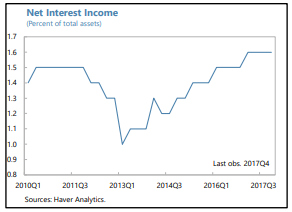 Net Interest Income
(Percent of total assets)
1.7
1.6
1.5
1.4
1.3
1.2
1.1
1.0
0.9
0.8
Last obs. 2017Q4
2010Q1 2011Q3 2013Q1 2014Q3 2016Q1 2017Q3
Sources: Haver Analytics.